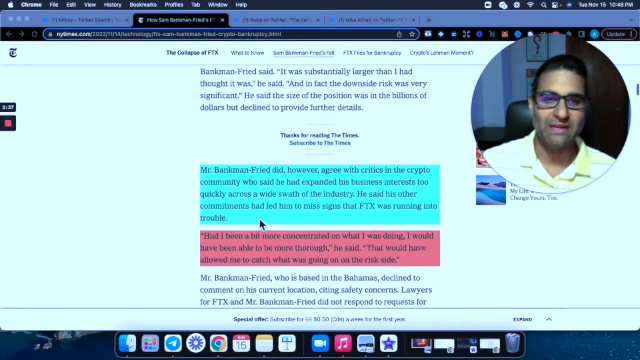 Chrome File Edit View History Bookmarks Profiles Tab Window Help
Tue Nov 15 10:48 PM
How Sam Bankman-Fried's F
nytimes.com/2022/11/14/technology/ftx-sam-bankman-fried-crypto-bankruptcy.html
Update
The Collapse of FTX What to Know Sam Bankman-Fried's Fall FTX Files for Bankruptcy Crypto's Lehman Moment?
Bankman-Fried said. “It was substantially larger than I had
thought it was,” he said. “And in fact the downside risk was very
significant.” He said the size of the position was in the billions of
dollars but declined to provide further details.
5:37
Thanks for reading The Times.
Subscribe to The Times
Mr. Bankman-Fried did, however, agree with critics in the crypto
community who said he had expanded his business interests too
quickly across a wide swath of the industry. He said his other
commitments had led him to miss signs that FTX was running into
trouble.
“Had I been a bit more concentrated on what I was doing, I would
have been able to be more thorough,” he said. “That would have
allowed me to catch what was going on on the risk side.”
Mr. Bankman-Fried, who is based in the Bahamas, declined to
comment on his current location, citing safety concerns. Lawyers
for FTX and Mr. Bankman-Fried did not respond to requests for
Change Yours, Too.
Special offer: Subscribe for $0.50 (Cdn) a week for the first year.
EXPAND
15